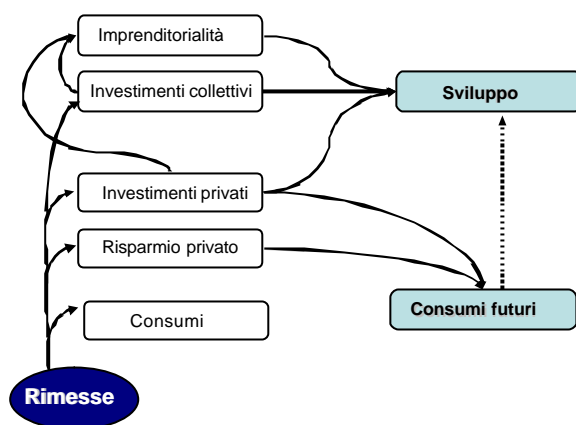 Imprenditorialità
Investimenti collettivi
Sviluppo
Investimenti privati
Risparmio privato
Consumi futuri
Consumi
Rimesse